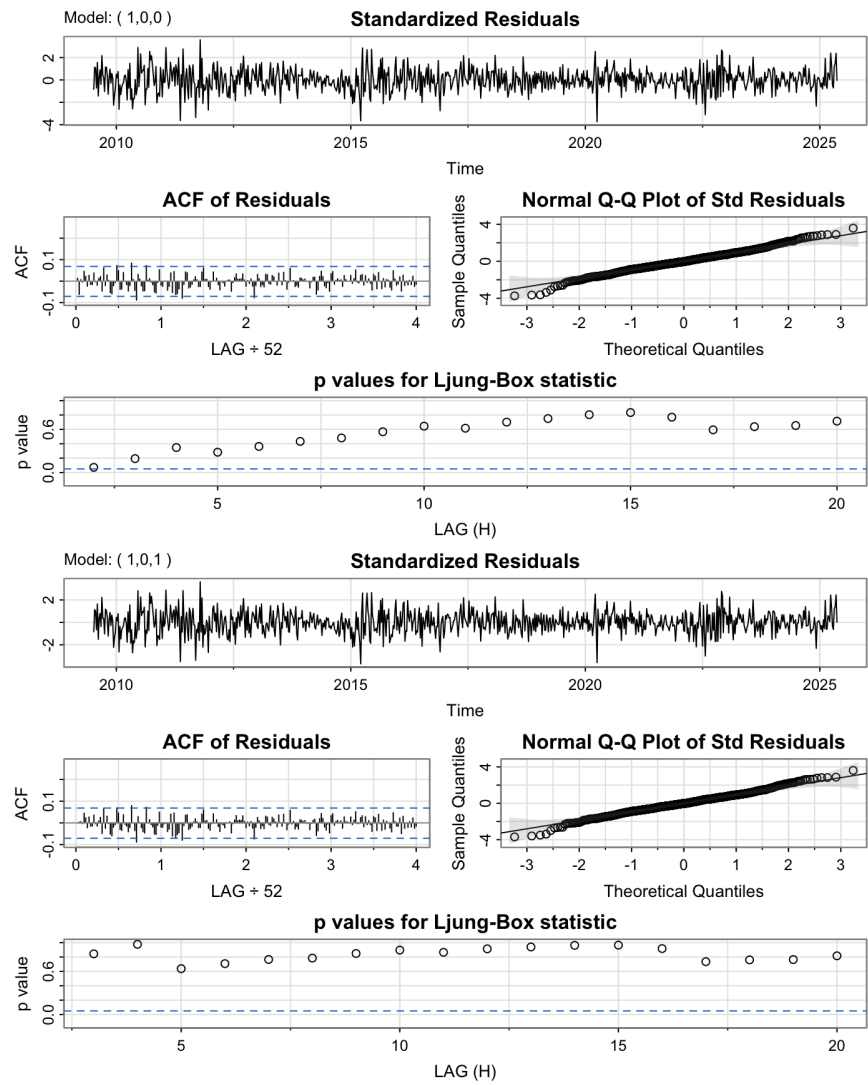 Model: ( 1,0,0 )
Standardized Residuals
2
0
-4
2010
2015
2020
2025
Time
ACF of Residuals
ACF
0.1
-0.1
0
1
2
3
4
LAG ÷ 52
Normal Q-Q Plot of Std Residuals
Sample Quantiles
4
0
-4
-3
-2
-1
0
1
2
3
Theoretical Quantiles
p values for Ljung-Box statistic
p value
0.6
0.0
5
10
15
20
LAG (H)
Model: ( 1,0,1 )
Standardized Residuals
2
-2
2010
2015
2020
2025
Time
ACF of Residuals
ACF
0.1
-0.1
0
1
2
3
4
LAG ÷ 52
Normal Q-Q Plot of Std Residuals
Sample Quantiles
4
0
-4
-3
-2
-1
0
1
2
3
Theoretical Quantiles
p values for Ljung-Box statistic
p value
0.6
0.0
5
10
15
20
LAG (H)